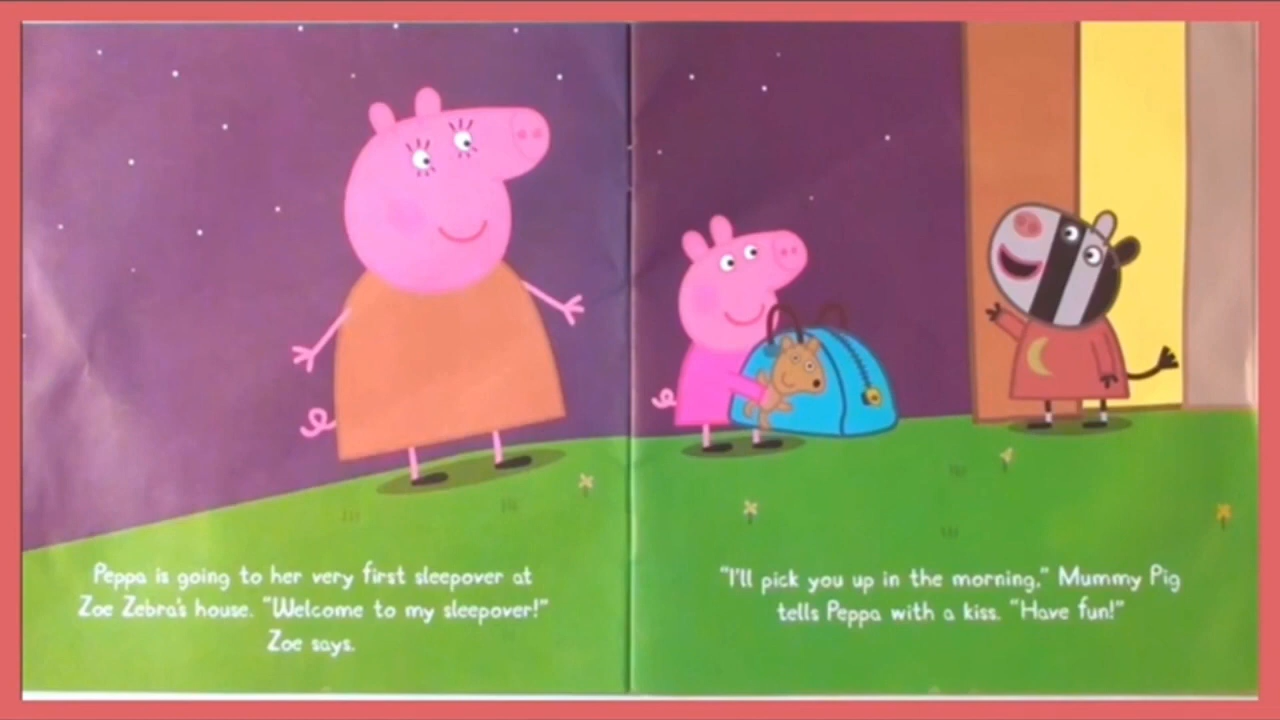 Peppa is going to her very first sleepover at
Zoe Zebra's house. "Welcome to my sleepover!"
Zoe says.
"I'll pick you up in the morning," Mummy Pig
tells Peppa with a kiss. "Have fun!"